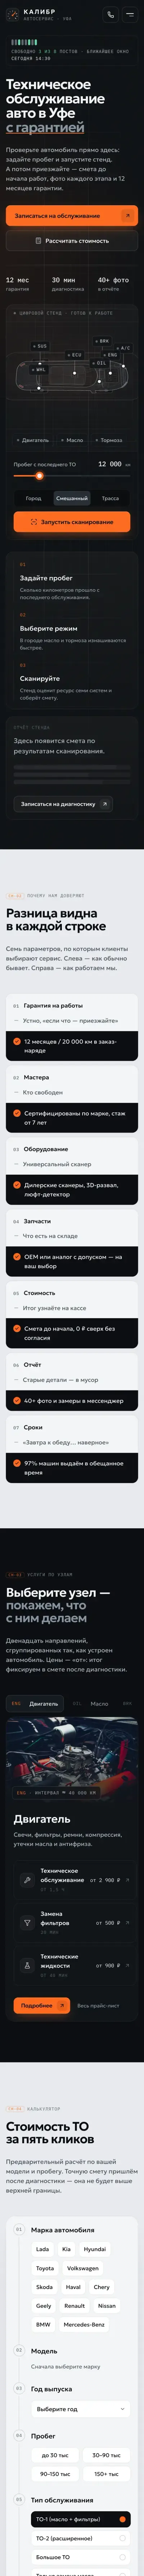 КАЛИБР
АВТОСЕРВИС · УФА
СВОБОДНО 3 ИЗ 8 ПОСТОВ · БЛИЖАЙШЕЕ ОКНО
СЕГОДНЯ 14:30
Техническое
обслуживание
авто в Уфе
с гарантией
Проверьте автомобиль прямо здесь:
задайте пробег и запустите стенд.
А потом приезжайте — смета до
начала работ, фото каждого этапа и 12
месяцев гарантии.
Записаться на обслуживание
Рассчитать стоимость
12 мес
гарантия
30 мин
диагностика
40+ фото
в отчёте
ЦИФРОВОЙ СТЕНД · ГОТОВ К РАБОТЕ
BRK
SUS
A/C
ECU
ENG
OIL
WHL
Двигатель
Масло
Тормоза
Пробег с последнего ТО
12 000 км
Город
Смешанный
Трасса
Запустить сканирование
01
Задайте пробег
Сколько километров прошло с
последнего обслуживания.
02
Выберите режим
В городе масло и тормоза изнашиваются
быстрее.
03
Сканируйте
Стенд оценит ресурс семи систем и
соберёт смету.
ОТЧЁТ СТЕНДА
Здесь появится смета по
результатам сканирования.
Записаться на диагностику
ПОЧЕМУ НАМ ДОВЕРЯЮТ
Разница видна
в каждой строке
Семь параметров, по которым клиенты
выбирают сервис. Слева — как обычно
бывает. Справа — как работаем мы.
01 Гарантия на работы
— Устно, «если что — приезжайте»
12 месяцев / 20 000 км в заказ-
наряде
02 Мастера
— Кто свободен
Сертифицированы по марке, стаж
от 7 лет
03 Оборудование
— Универсальный сканер
Дилерские сканеры, 3D-развал,
люфт-детектор
04 Запчасти
— Что есть на складе
OEM или аналог с допуском — на
ваш выбор
05 Стоимость
— Итог узнаёте на кассе
Смета до начала, 0 ₽ сверх без
согласия
06 Отчёт
— Старые детали — в мусор
40+ фото и замеры в мессенджер
07 Сроки
— «Завтра к обеду… наверное»
97% машин выдаём в обещанное
время
УСЛУГИ ПО УЗЛАМ
Выберите узел —
покажем, что
с ним делаем
Двенадцать направлений,
сгруппированных так, как устроен
автомобиль. Цены — «от»: итог
фиксируем в смете после диагностики.
ENG Двигатель
OIL Масло
BRK
ENG · ИНТЕРВАЛ ≈ 60 000 КМ
Двигатель
Свечи, фильтры, ремни, компрессия,
утечки масла и антифриза.
Техническое
обслуживание
от 2 900 ₽
Замена
фильтров
от 500 ₽
Технические
жидкости
от 900 ₽
Подробнее
Весь прайс-лист
КАЛЬКУЛЯТОР
Стоимость ТО
за пять кликов
Предварительный расчёт по вашей
модели и пробегу. Точную смету пришлём
после диагностики — она не будет выше
верхней границы.
01 Марка автомобиля
Lada
Kia
Hyundai
Toyota
Volkswagen
Skoda
Haval
Chery
Geely
Renault
Nissan
BMW
Mercedes-Benz
02 Модель
Сначала выберите марку
03 Год выпуска
Выберите год
04 Пробег
до 30 тыс
30–90 тыс
90–150 тыс
150+ тыс
05 Тип обслуживания
ТО-1 (масло + фильтры)
ТО-2 (расширенное)
Большое ТО